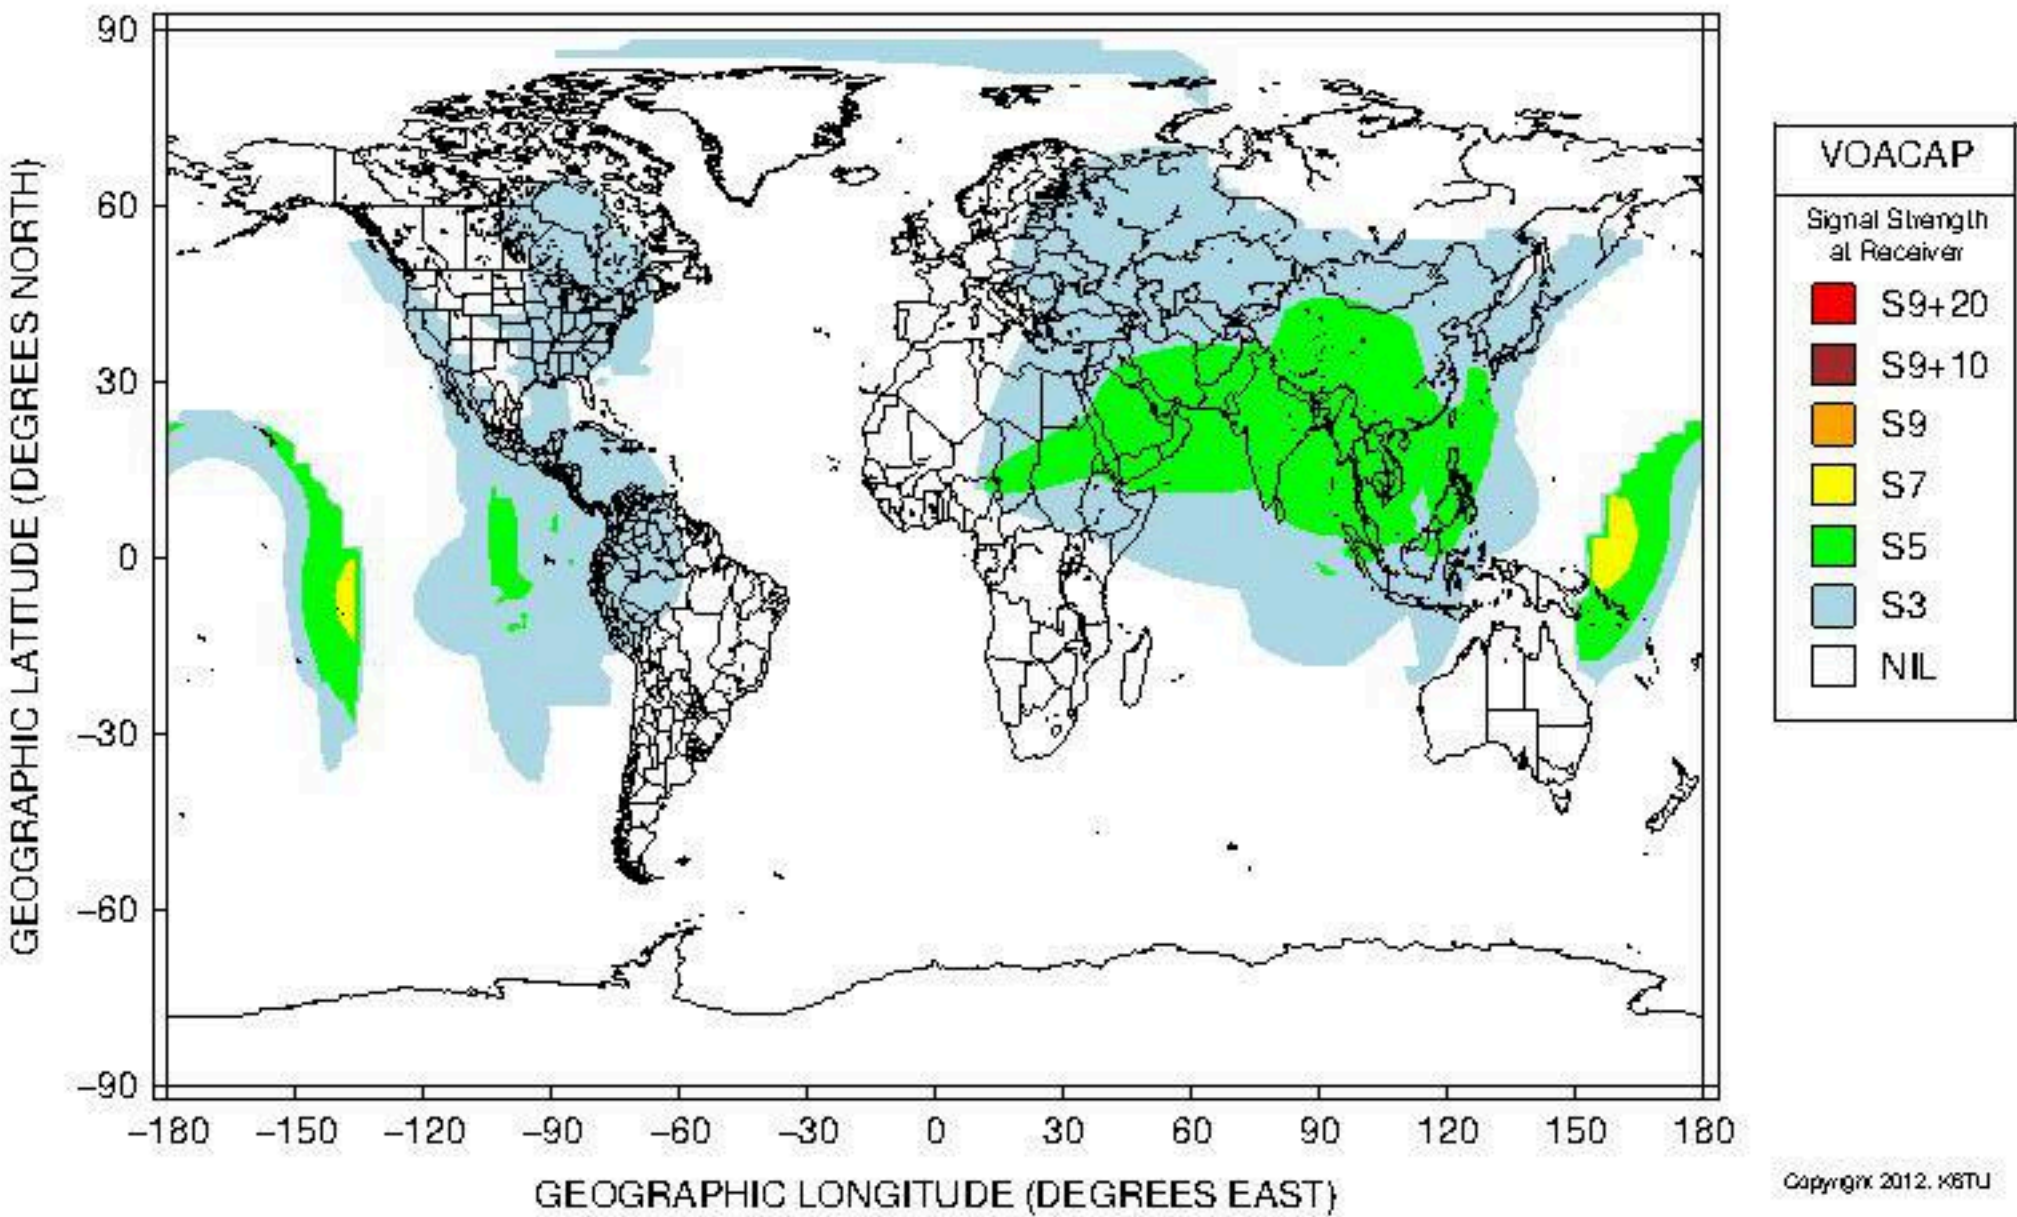 GEOGRAPHIC LATITUDE (DEGREES NORTH)
90
60
30
0
−30
−60
−90
−180 −150 −120 −90 −60 −30 0 30 60 90 120 150 180
GEOGRAPHIC LONGITUDE (DEGREES EAST)
VOACAP
Signal Strength
at Receiver
S9+20
S9+10
S9
S7
S5
S3
NIL
Copyright 2012, K6TU